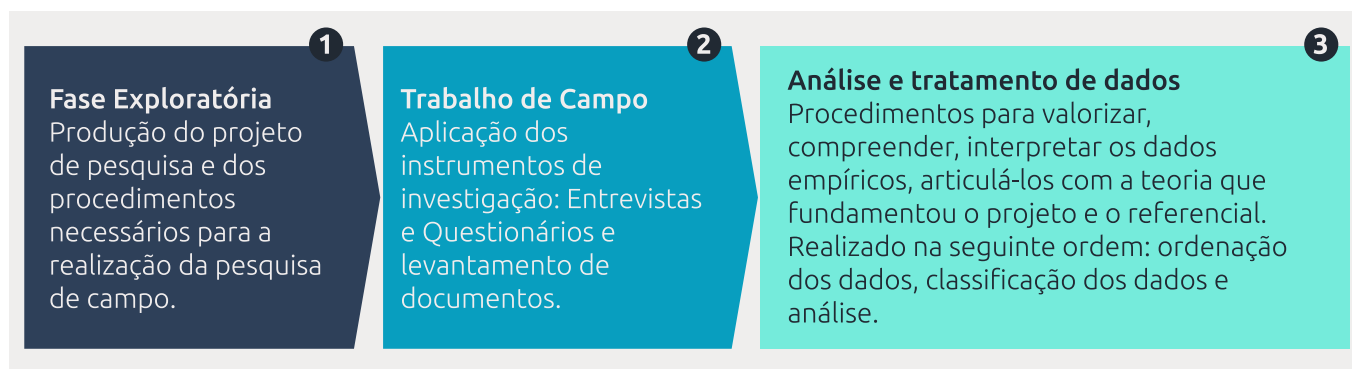 1
Fase Exploratória
Produção do projeto
de pesquisa e dos
procedimentos
necessários para a
realização da pesquisa
de campo.
2
Trabalho de Campo
Aplicação dos
instrumentos de
investigação: Entrevistas
e Questionários e
levantamento de
documentos.
3
Análise e tratamento de dados
Procedimentos para valorizar,
compreender, interpretar os dados
empíricos, articulá-los com a teoria que
fundamentou o projeto e o referencial.
Realizado na seguinte ordem: ordenação
dos dados, classificação dos dados e
análise.